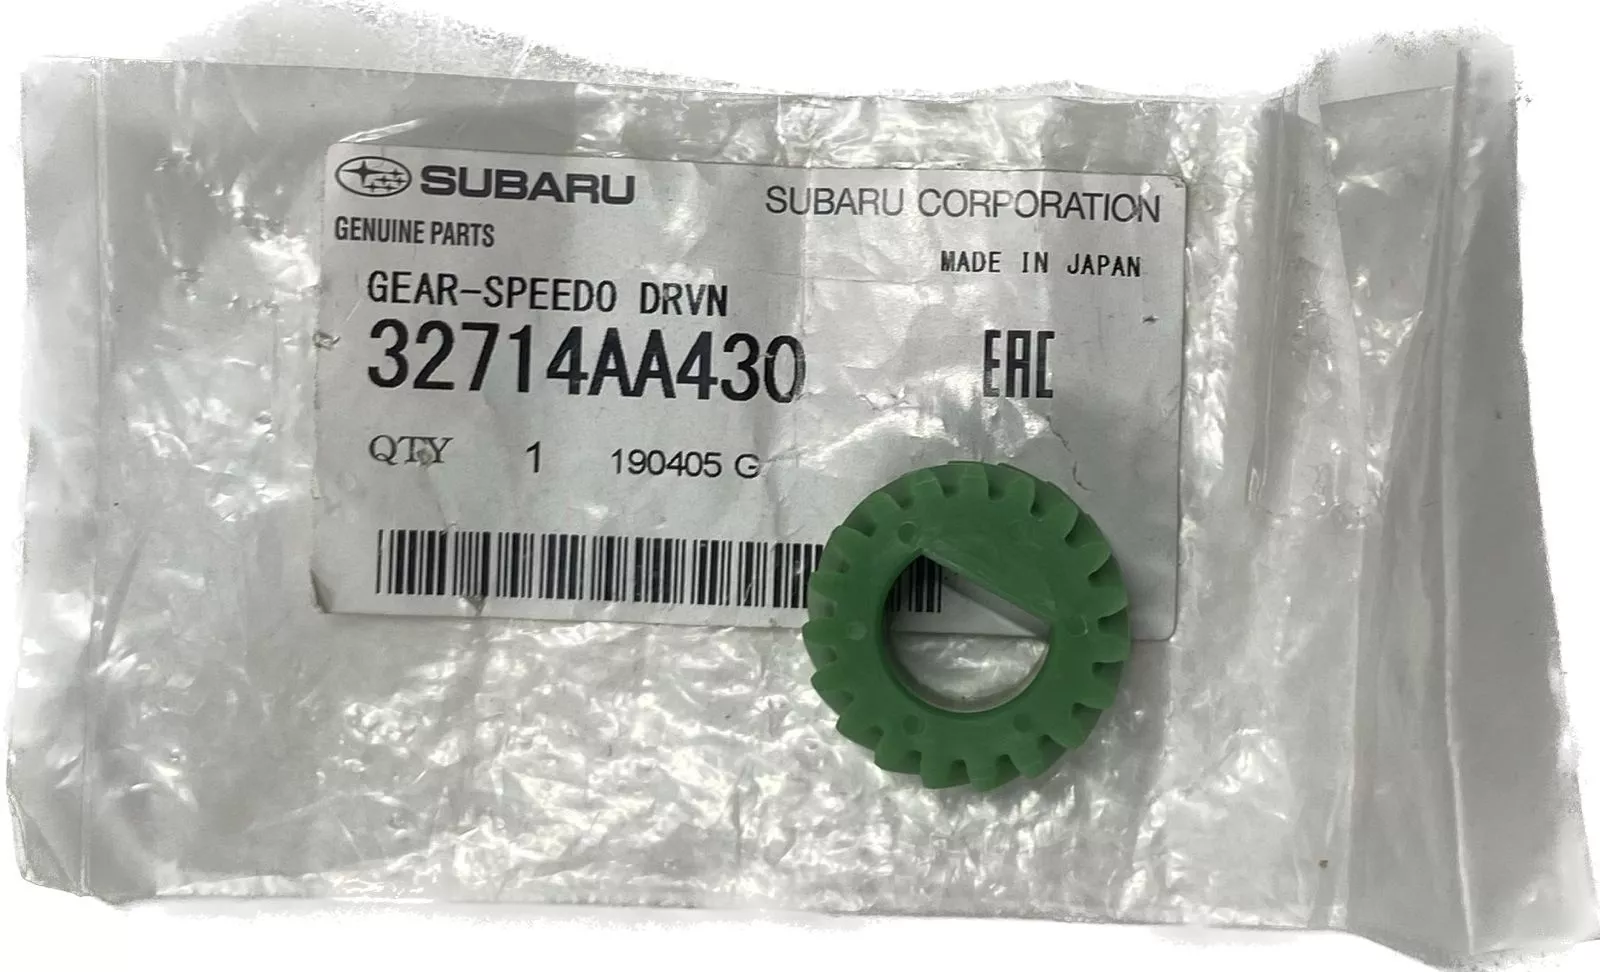 SUBARU
SUBARU CORPORATION
GENUINE PARTS
MADE IN JAPAN
GEAR-SPEEDO DRVN
32714AA430
EAC
QTY 1 190405 G